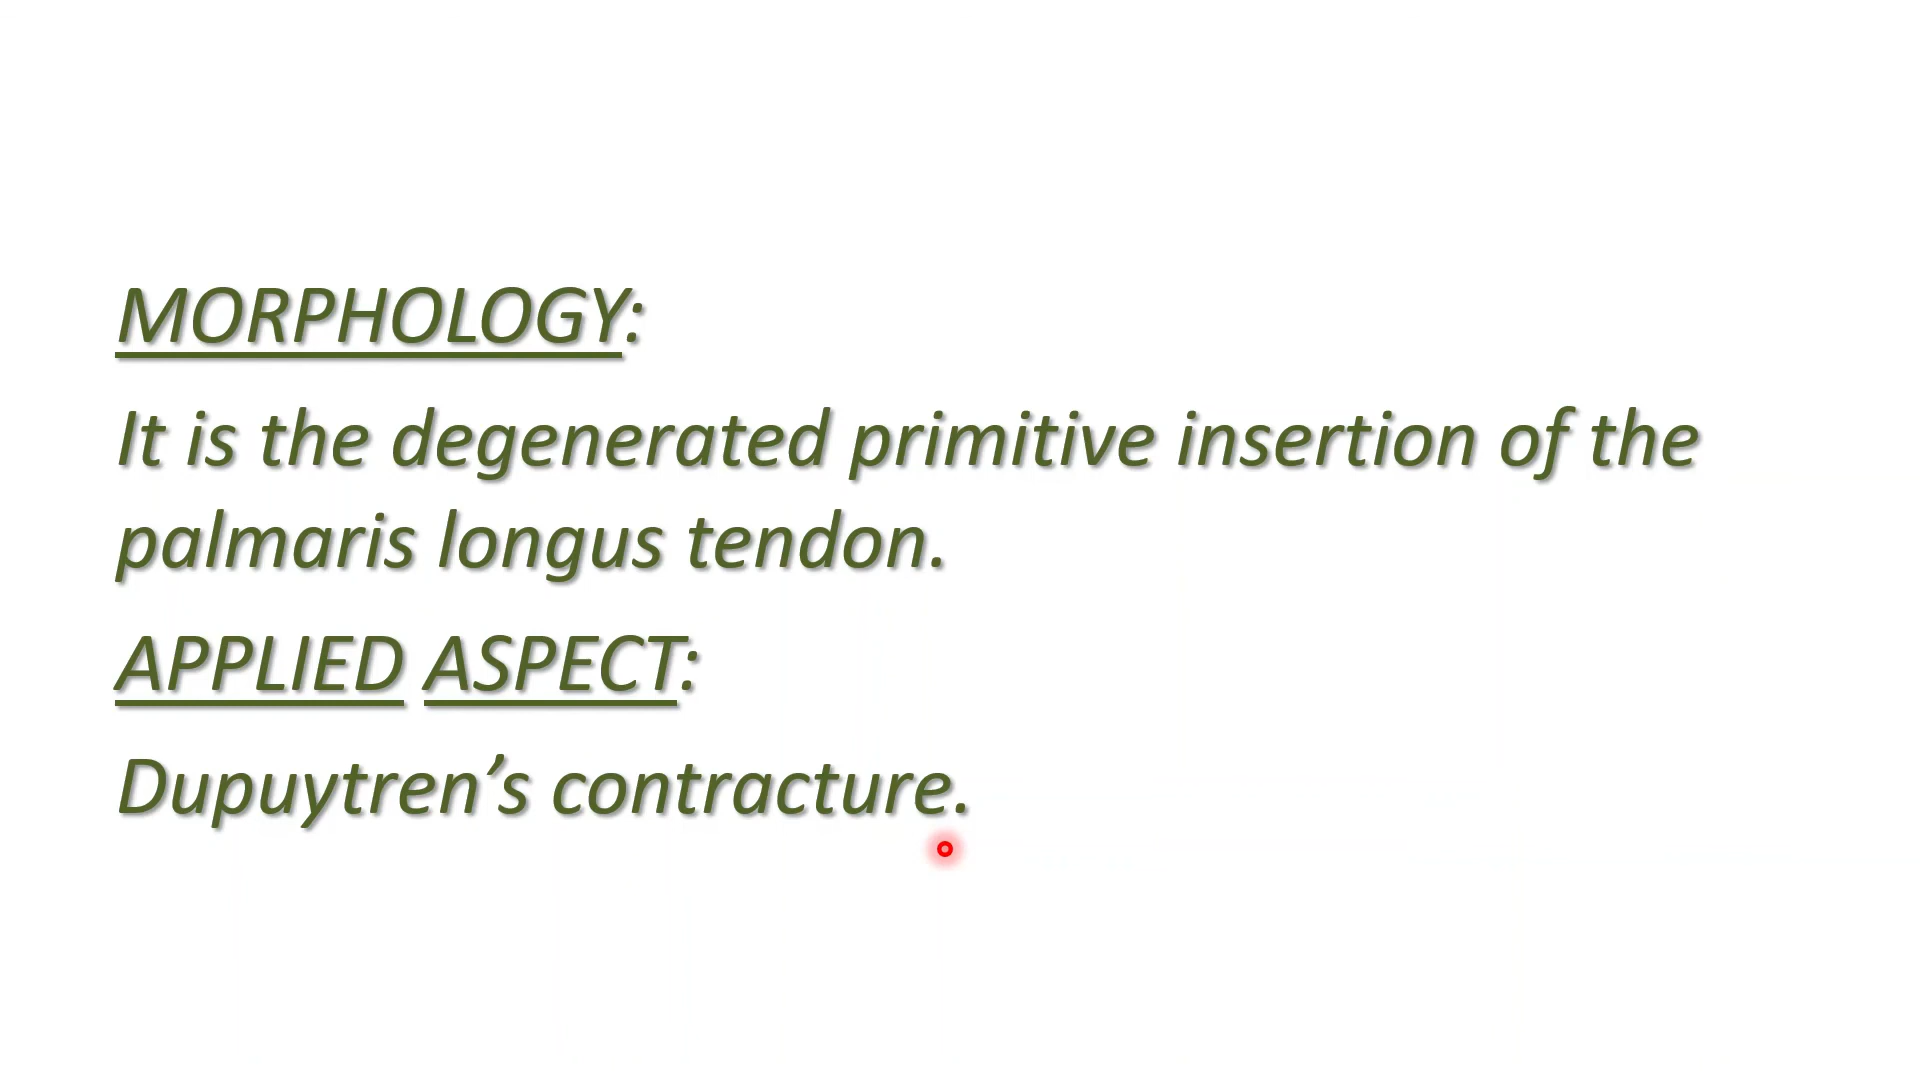 MORPHOLOGY:
It is the degenerated primitive insertion of the
palmaris longus tendon.
APPLIED ASPECT:
Dupuytren’s contracture.